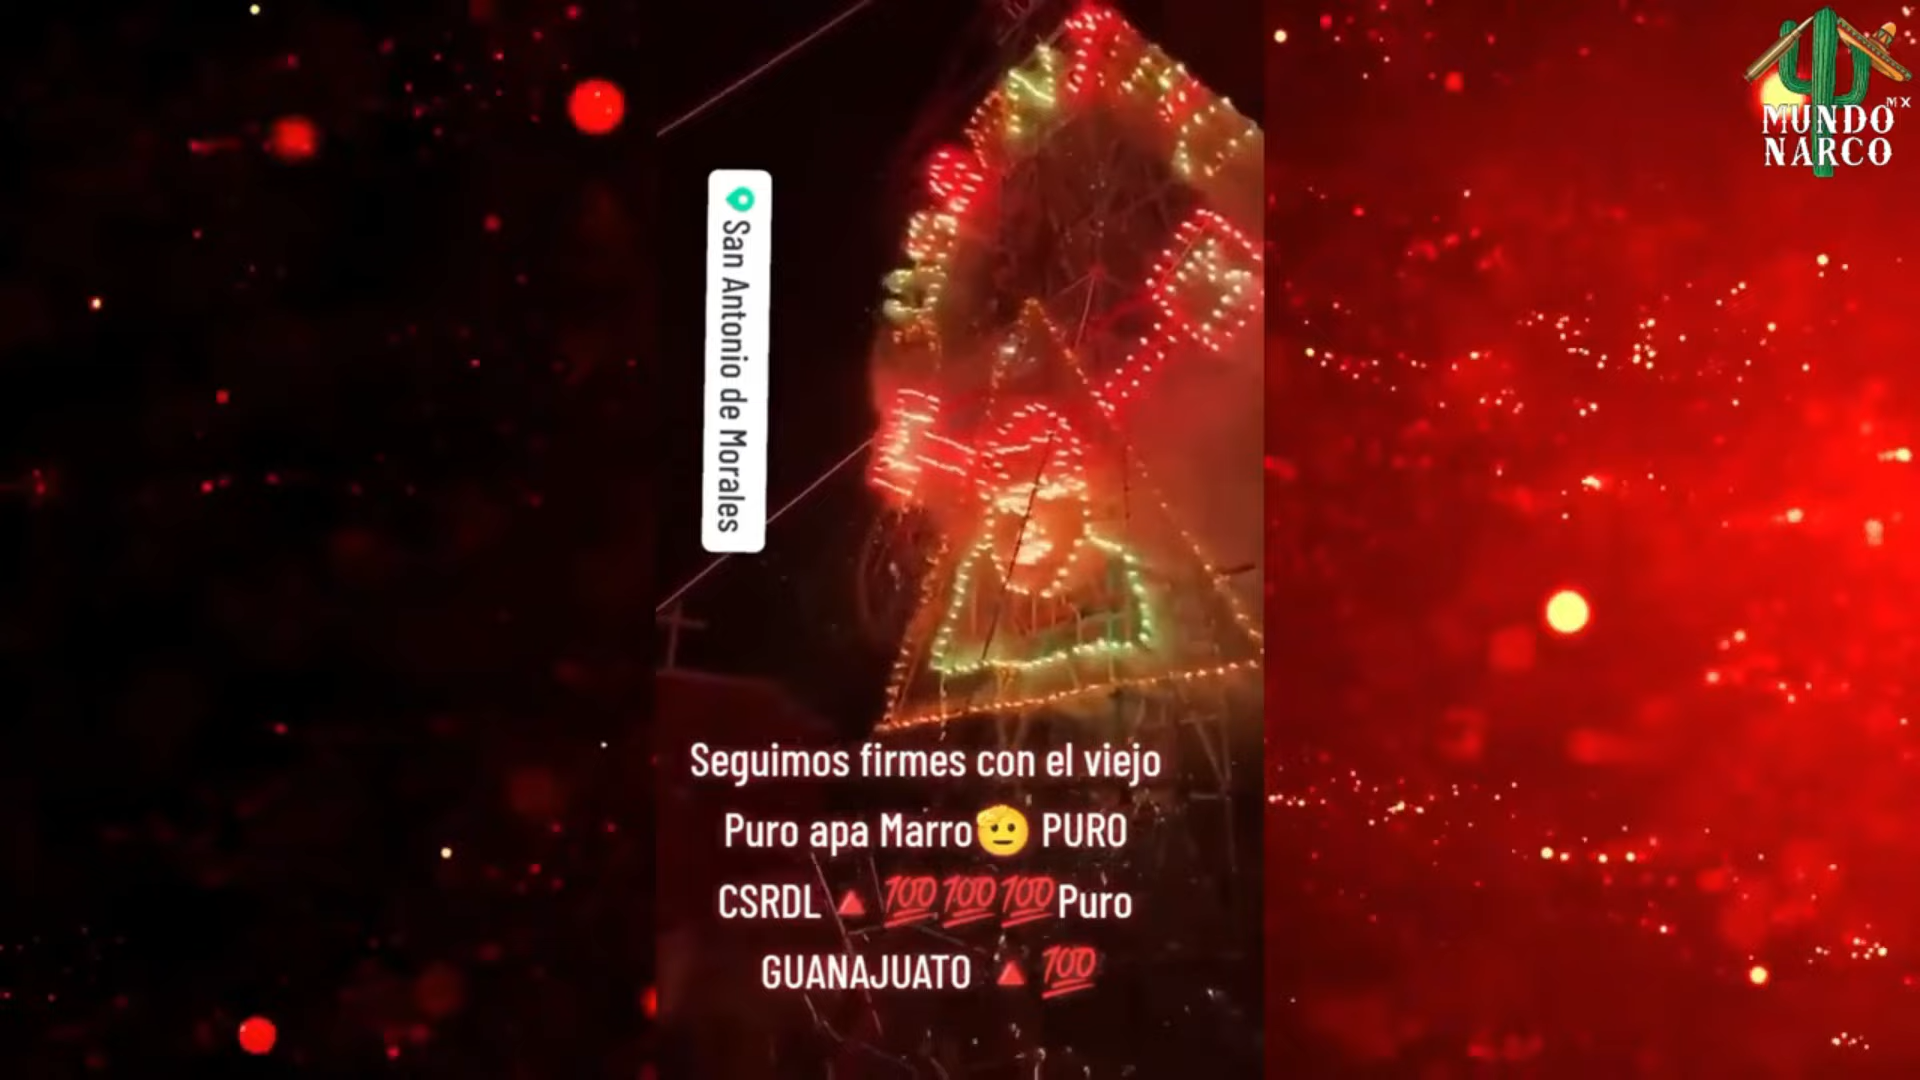 San Antonio de Morales
Seguimos firmes con el viejo
Puro apa Marro🫡 PURO
CSRDL🔺💯💯💯Puro
GUANAJUATO 🔺💯
MUNDO MX
NARCO